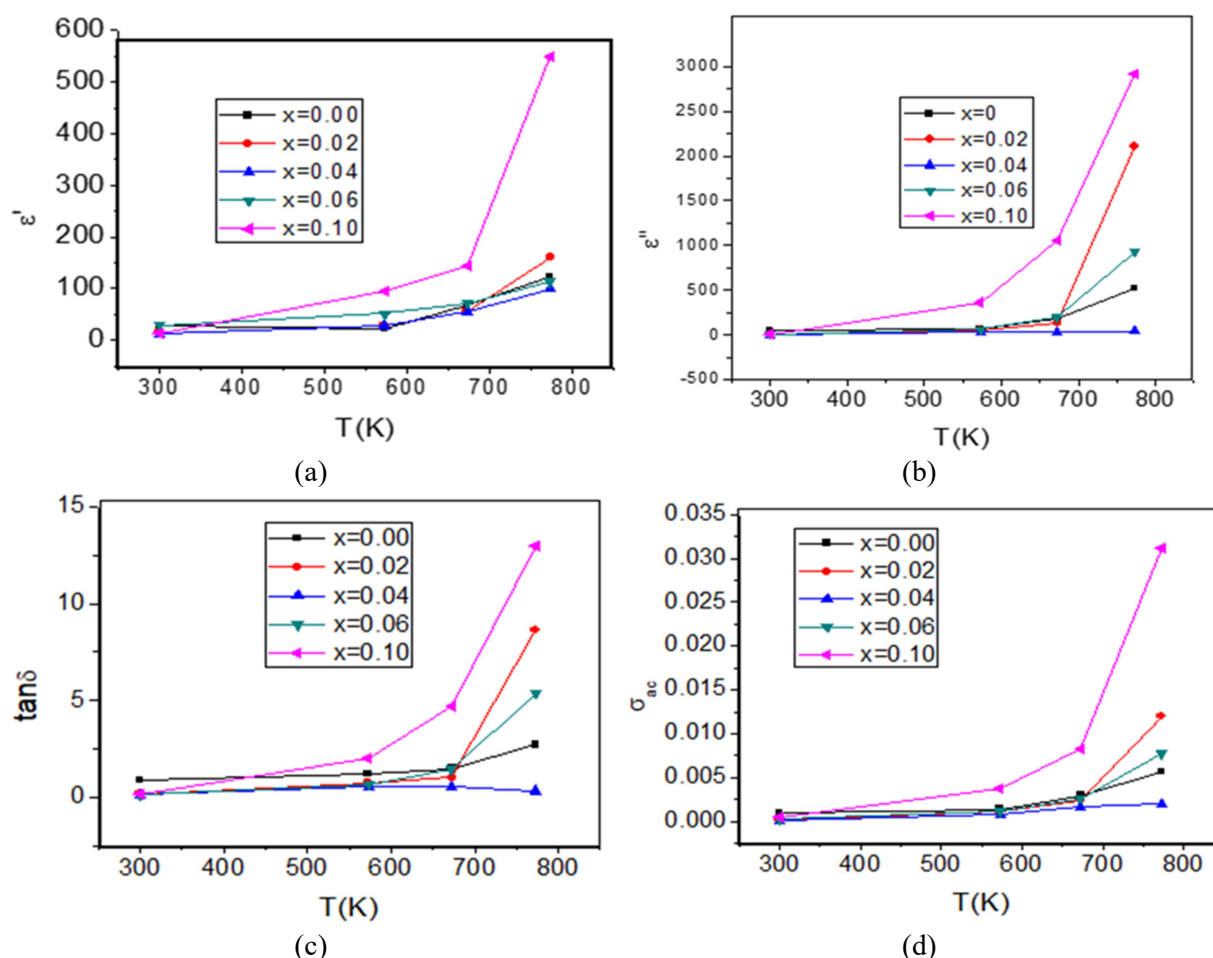 600
500
400
300
200
100
0
ε'
x=0.00
x=0.02
x=0.04
x=0.06
x=0.10
300 400 500 600 700 800
T(K)
(a)
3000
2500
2000
1500
1000
500
0
-500
ε''
x=0
x=0.02
x=0.04
x=0.06
x=0.10
300 400 500 600 700 800
T(K)
(b)
15
10
5
0
tanδ
x=0.00
x=0.02
x=0.04
x=0.06
x=0.10
300 400 500 600 700 800
T(K)
(c)
0.035
0.030
0.025
0.020
0.015
0.010
0.005
0.000
σac
x=0.00
x=0.02
x=0.04
x=0.06
x=0.10
300 400 500 600 700 800
T(K)
(d)